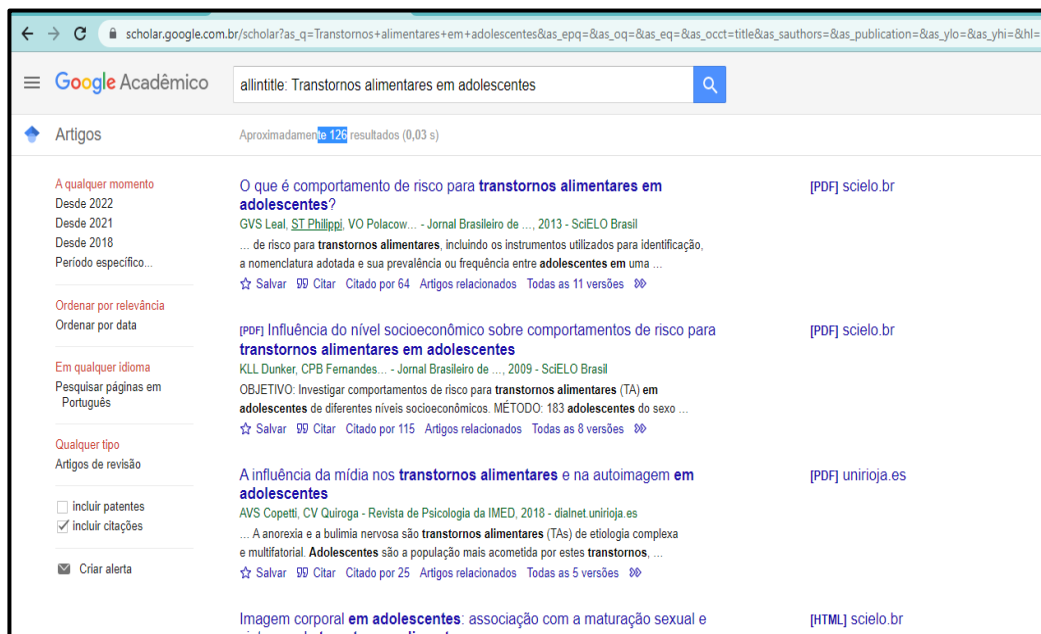 scholar.google.com.br/scholar?as_q=Transtornos+alimentares+em+adolescentes&as_epq=&as_oq=&as_eq=&as_occt=title&as_sauthors=&as_publication=&as_ylo=&as_yhi=&hl=
Google Acadêmico
allintitle: Transtornos alimentares em adolescentes
Artigos
Aproximadamente 126 resultados (0,03 s)
A qualquer momento
Desde 2022
Desde 2021
Desde 2018
Período específico...
Ordenar por relevância
Ordenar por data
Em qualquer idioma
Pesquisar páginas em
Português
Qualquer tipo
Artigos de revisão
incluir patentes
incluir citações
Criar alerta
O que é comportamento de risco para transtornos alimentares em
adolescentes?
GVS Leal, ST Philippi, VO Polacow... - Jornal Brasileiro de ..., 2013 - SciELO Brasil
... de risco para transtornos alimentares, incluindo os instrumentos utilizados para identificação,
a nomenclatura adotada e sua prevalência ou frequência entre adolescentes em uma ...
Salvar Citar Citado por 64 Artigos relacionados Todas as 11 versões
[PDF] scielo.br
[PDF] Influência do nível socioeconômico sobre comportamentos de risco para
transtornos alimentares em adolescentes
KLL Dunker, CPB Fernandes... - Jornal Brasileiro de ..., 2009 - SciELO Brasil
OBJETIVO: Investigar comportamentos de risco para transtornos alimentares (TA) em
adolescentes de diferentes níveis socioeconômicos. MÉTODO: 183 adolescentes do sexo ...
Salvar Citar Citado por 115 Artigos relacionados Todas as 8 versões
[PDF] scielo.br
A influência da mídia nos transtornos alimentares e na autoimagem em
adolescentes
AVS Copetti, CV Quiroga - Revista de Psicologia da IMED, 2018 - dialnet.unirioja.es
... A anorexia e a bulimia nervosa são transtornos alimentares (TAs) de etiologia complexa
e multifatorial. Adolescentes são a população mais acometida por estes transtornos, ...
Salvar Citar Citado por 25 Artigos relacionados Todas as 5 versões
[PDF] unirioja.es
Imagem corporal em adolescentes: associação com a maturação sexual e
[HTML] scielo.br